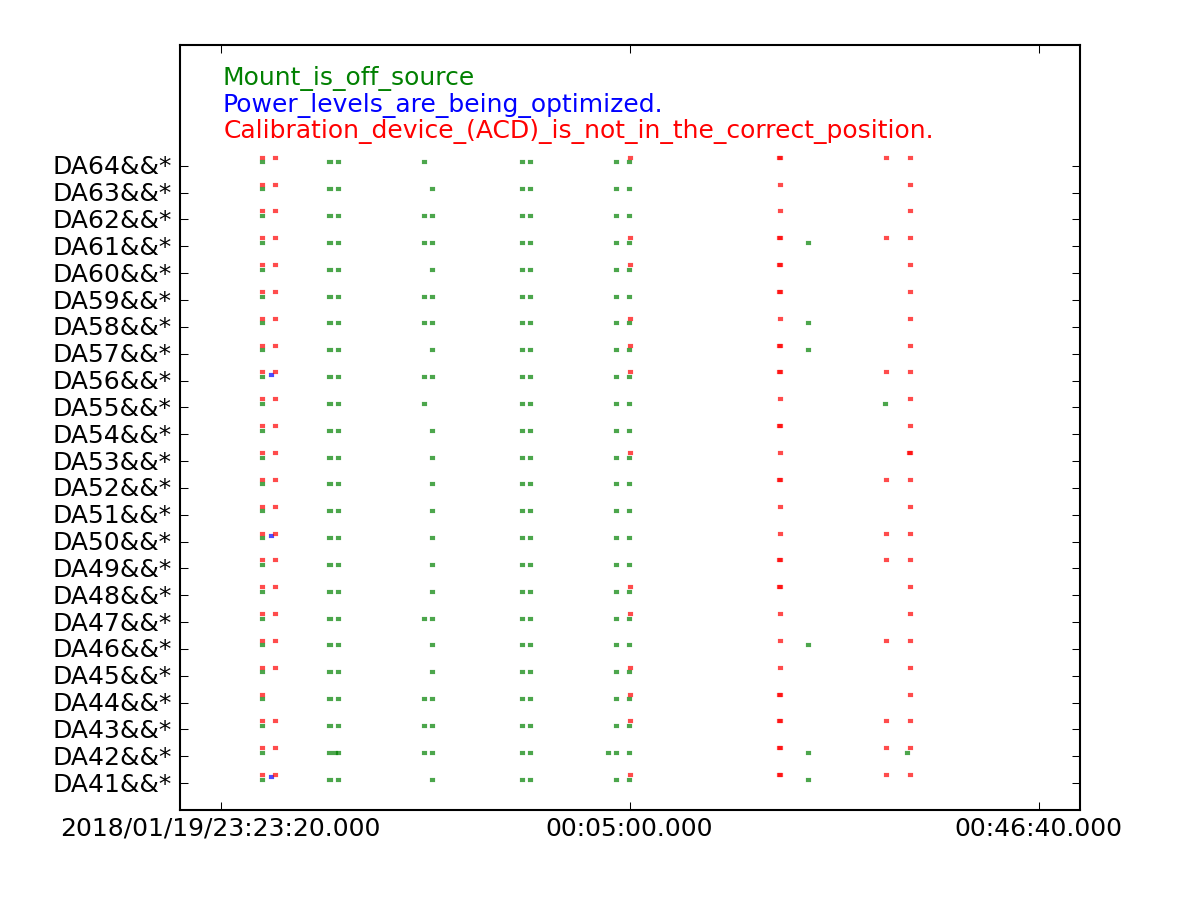 Mount_is_off_source
Power_levels_are_being_optimized.
Calibration_device_(ACD)_is_not_in_the_correct_position.
DA64&&*
DA63&&*
DA62&&*
DA61&&*
DA60&&*
DA59&&*
DA58&&*
DA57&&*
DA56&&*
DA55&&*
DA54&&*
DA53&&*
DA52&&*
DA51&&*
DA50&&*
DA49&&*
DA48&&*
DA47&&*
DA46&&*
DA45&&*
DA44&&*
DA43&&*
DA42&&*
DA41&&*
2018/01/19/23:23:20.000 00:05:00.000 00:46:40.000